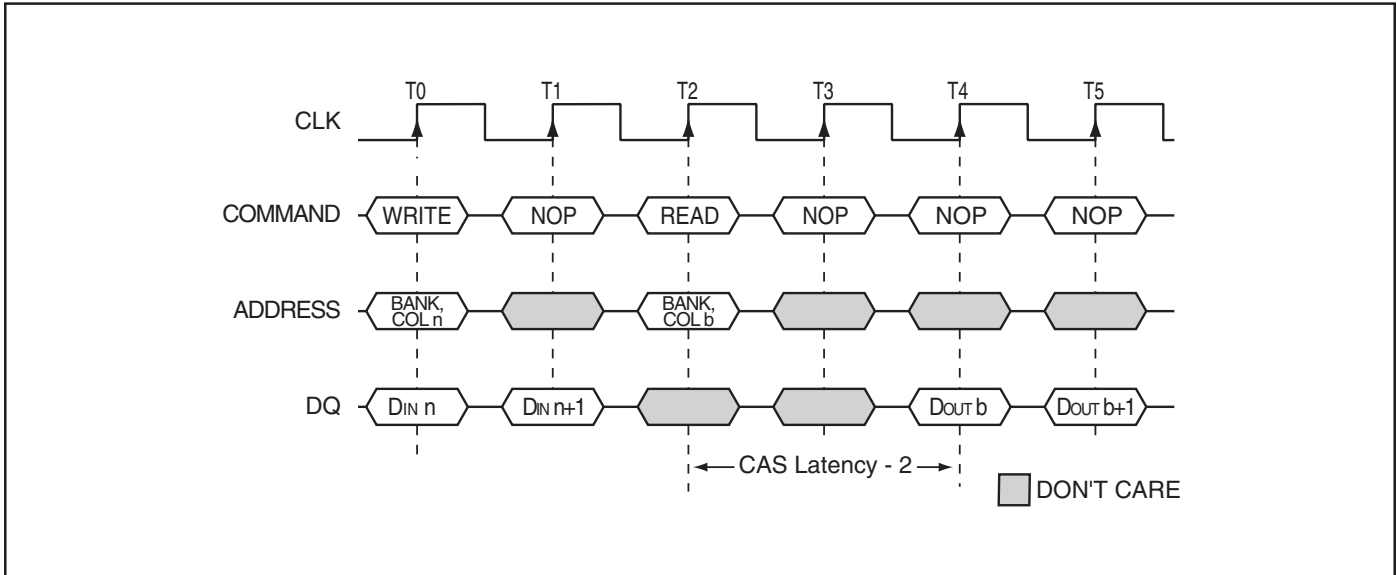 T0 T1 T2 T3 T4 T5
CLK
COMMAND WRITE NOP READ NOP NOP NOP
ADDRESS BANK, COL n BANK, COL b
DQ DIN n DIN n+1 DOUT b DOUT b+1
CAS Latency - 2
DON'T CARE